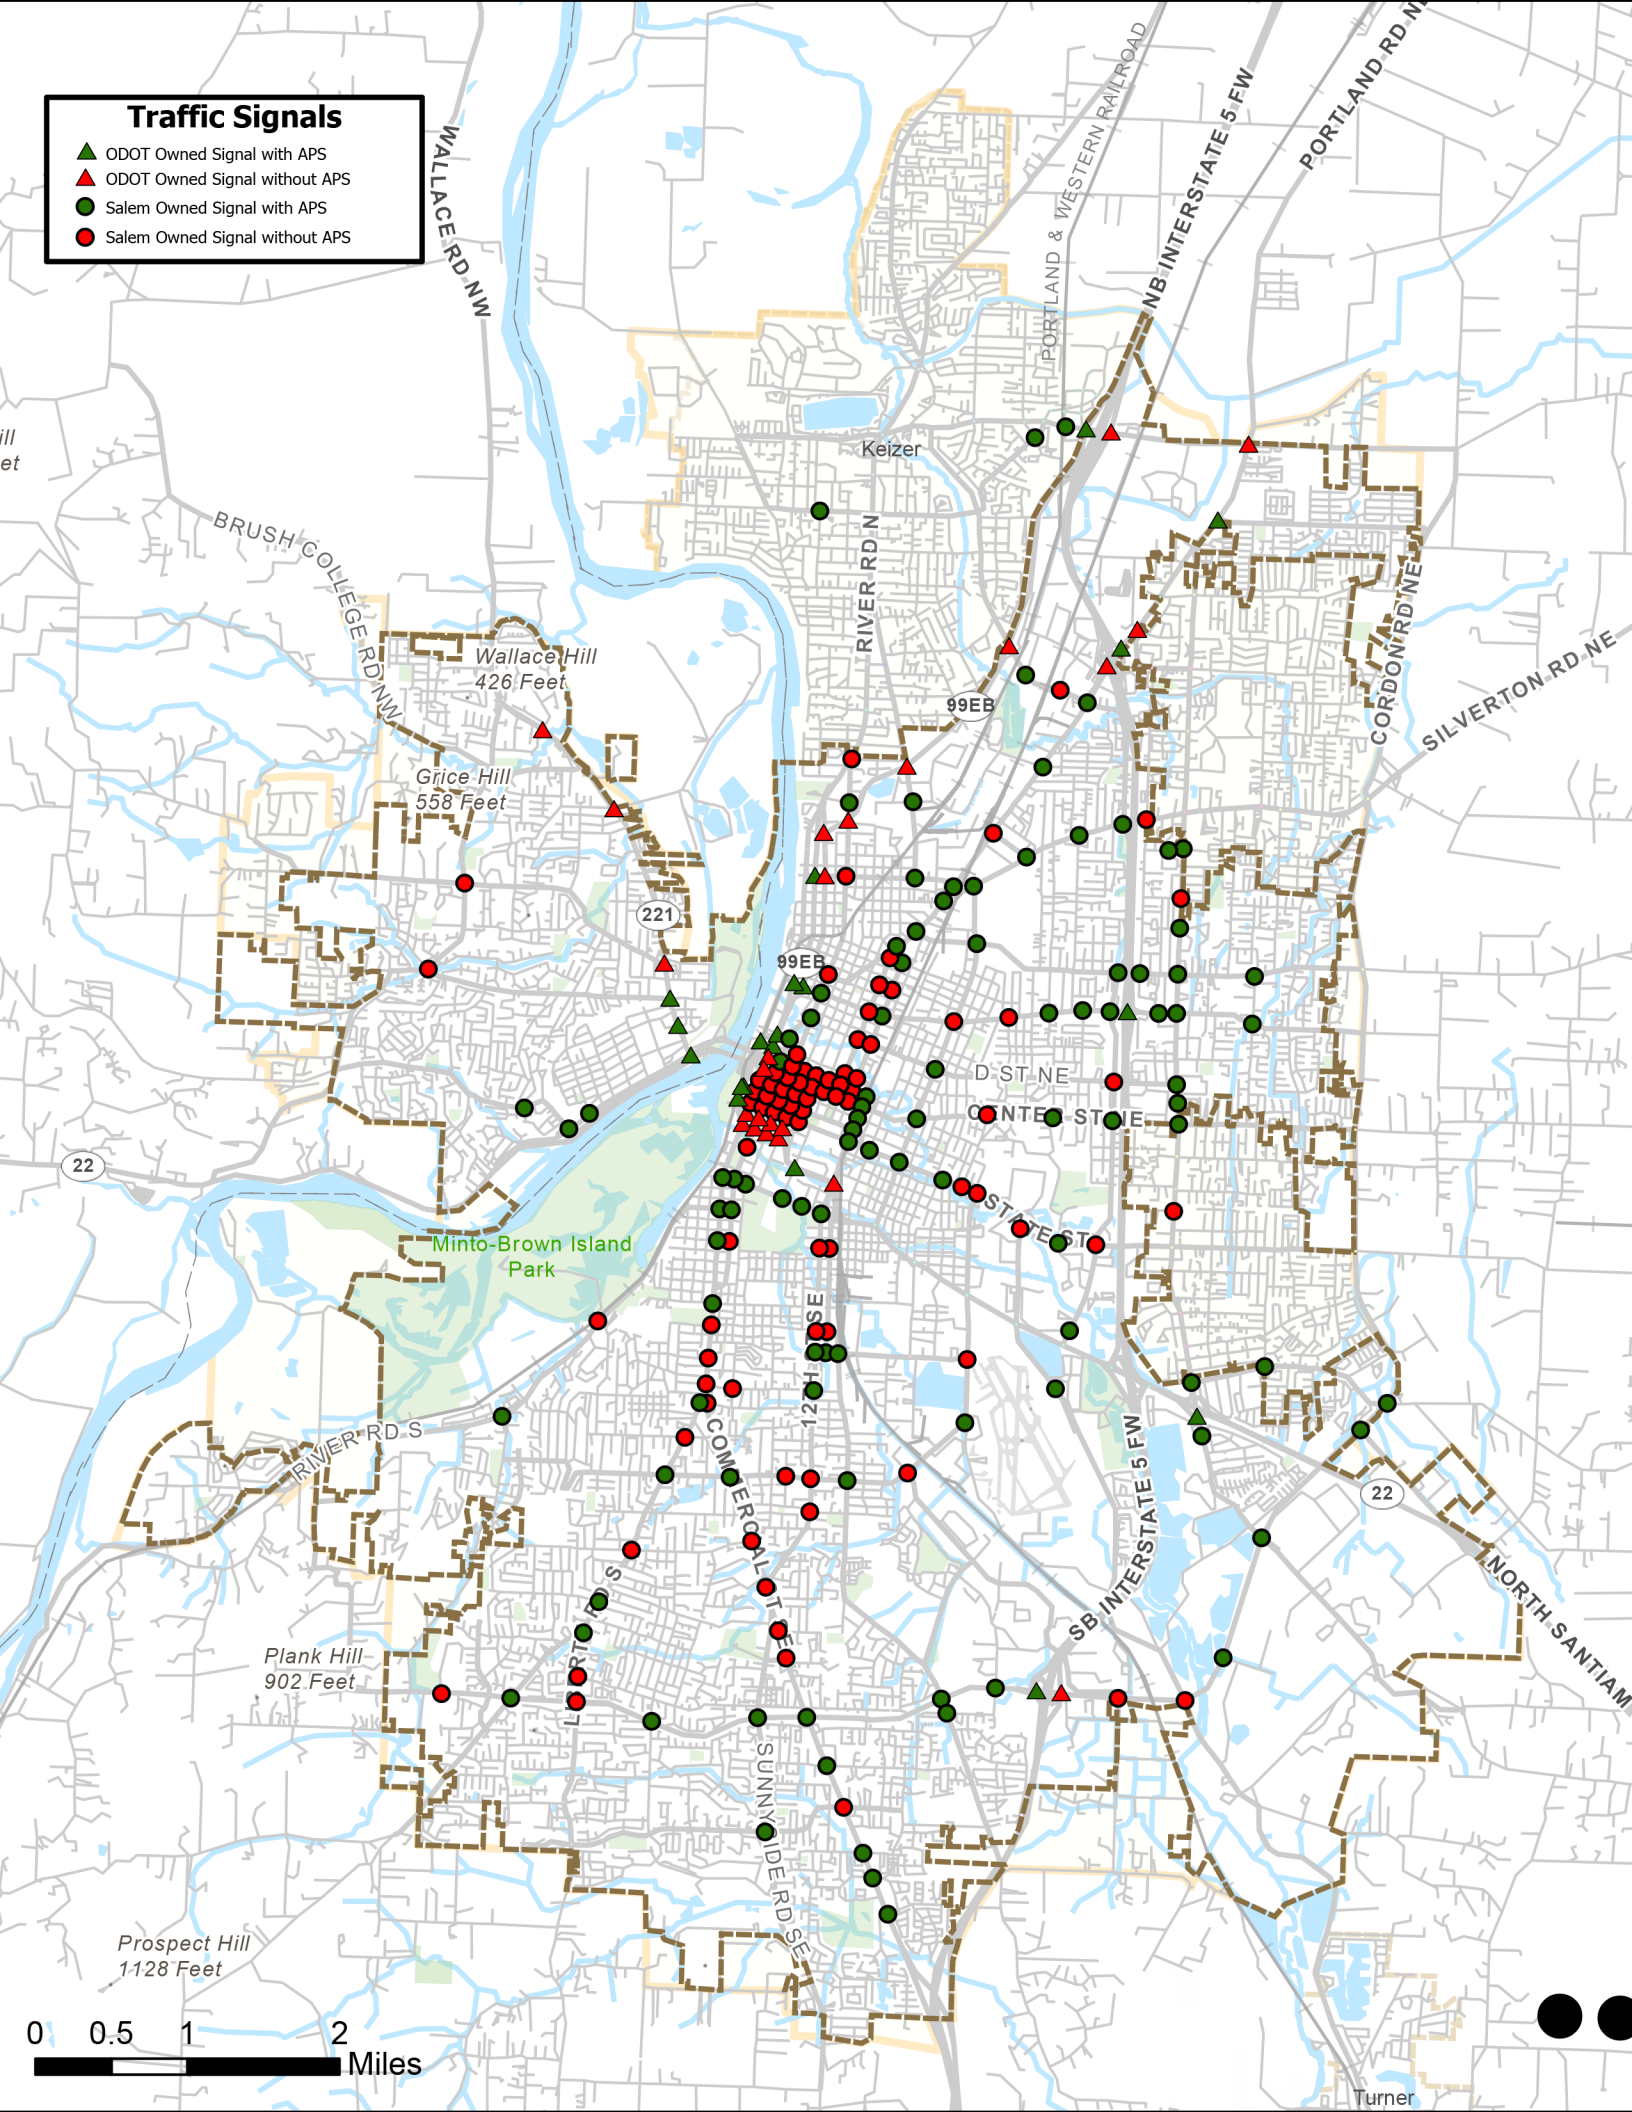 PORTLAND RD NE
PORTLAND & WESTERN RAILROAD
NB INTERSTATE 5 FW
Traffic Signals
ODOT Owned Signal with APS
ODOT Owned Signal without APS
Salem Owned Signal with APS
Salem Owned Signal without APS
WALLACE RD NW
ill
et
Keizer
BRUSH COLLEGE RD NW
RIVER RD N
CORDON RD NE
SILVERTON RD NE
Wallace Hill
426 Feet
99EB
Grice Hill
558 Feet
221
99EB
D ST NE
CENTER ST NE
22
STATE ST
Minto-Brown Island
Park
12TH ST SE
RIVER RD S
COMMERCIAL ST SE
SB INTERSTATE 5 FW
22
NORTH SANTIAM
LIBERTY RD S
Plank Hill
902 Feet
SUNNYSIDE RD SE
Prospect Hill
1128 Feet
0 0.5 1 2
Miles
Turner